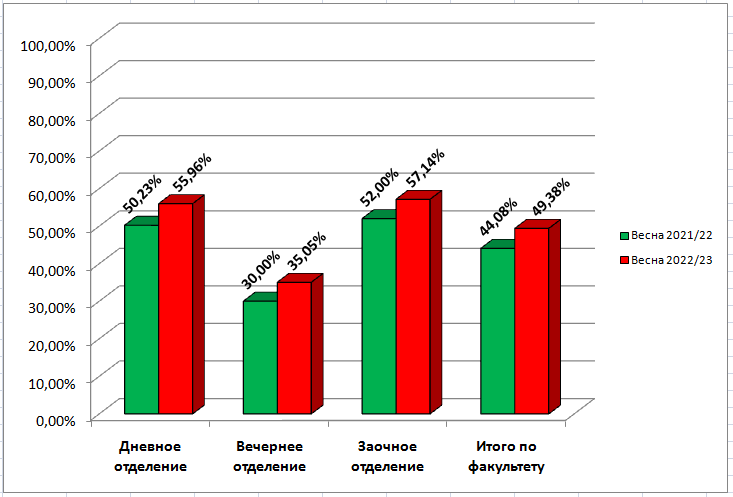 100,00%
90,00%
80,00%
70,00%
60,00%
50,00%
40,00%
30,00%
20,00%
10,00%
0,00%
50,23%
55,96%
30,00%
35,05%
52,00%
57,14%
44,08%
49,38%
Дневное
отделение
Вечернее
отделение
Заочное
отделение
Итого по
факультету
Весна 2021/22
Весна 2022/23